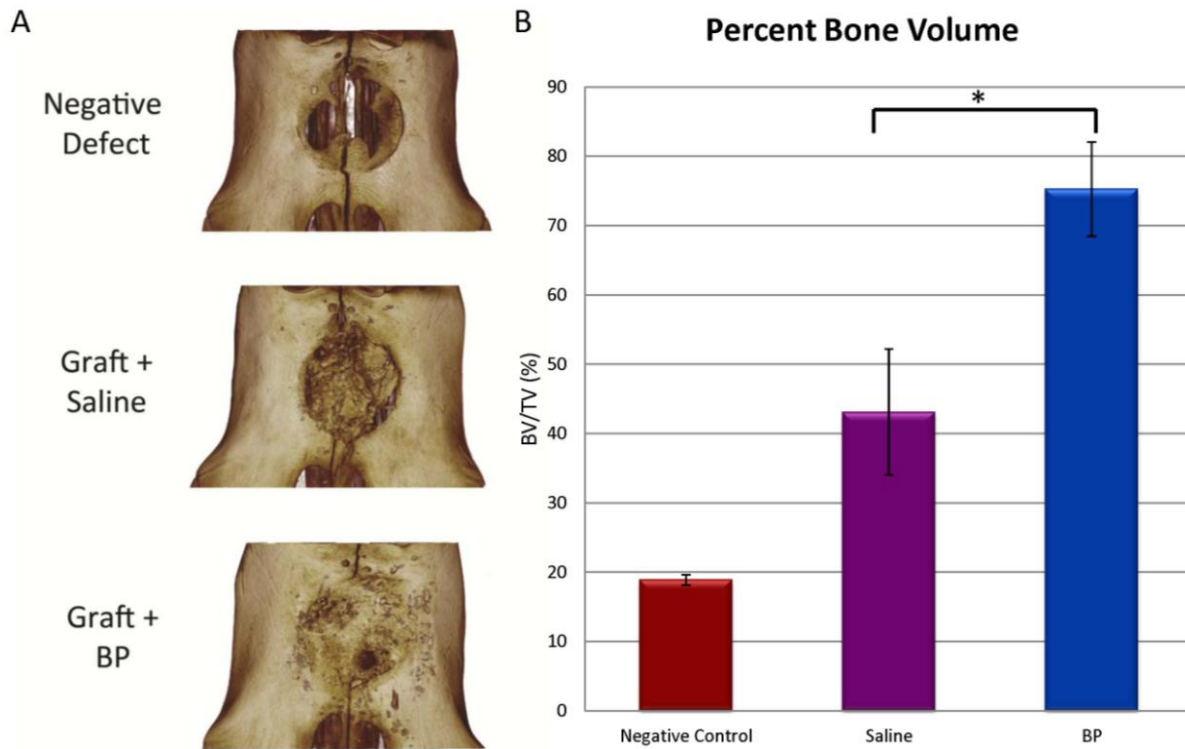 A
Negative
Defect
Graft +
Saline
Graft +
BP
B
Percent Bone Volume
BV/TV (%)
90
80
70
60
50
40
30
20
10
0
*
Negative Control
Saline
BP